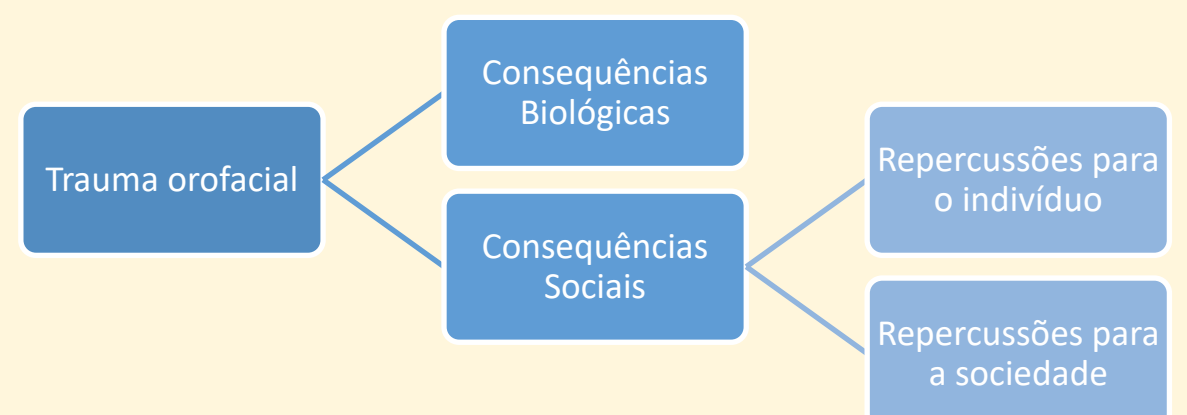 Trauma orofacial
Consequências
Biológicas
Consequências
Sociais
Repercussões para
o indivíduo
Repercussões para
a sociedade